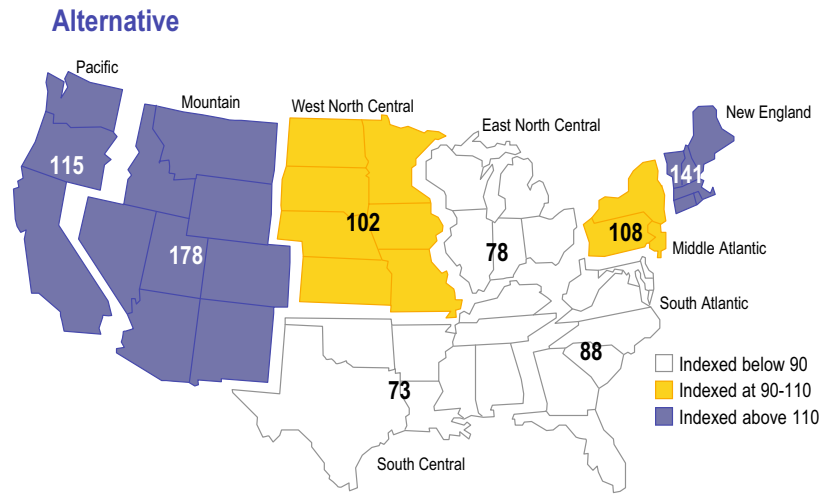 Alternative
Pacific
Mountain
West North Central
East North Central
New England
115
141
102
108
178
78
Middle Atlantic
South Atlantic
88
73
South Central
Indexed below 90
Indexed at 90-110
Indexed above 110